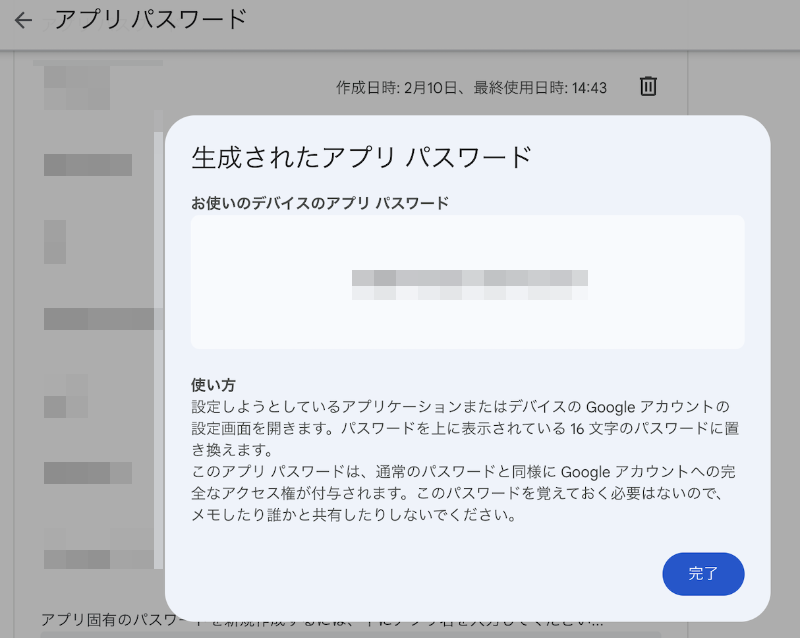 アプリ パスワード
作成日時: 2月10日、最終使用日時: 14:43
生成されたアプリ パスワード
お使いのデバイスのアプリ パスワード
使い方
設定しようとしているアプリケーションまたはデバイスの Google アカウントの
設定画面を開きます。パスワードを上に表示されている 16 文字のパスワードに置
き換えます。
このアプリ パスワードは、通常のパスワードと同様に Google アカウントへの完
全なアクセス権が付与されます。このパスワードを覚えておく必要はないので、
メモしたり誰かと共有したりしないでください。
完了
アプリ固有のパスワード